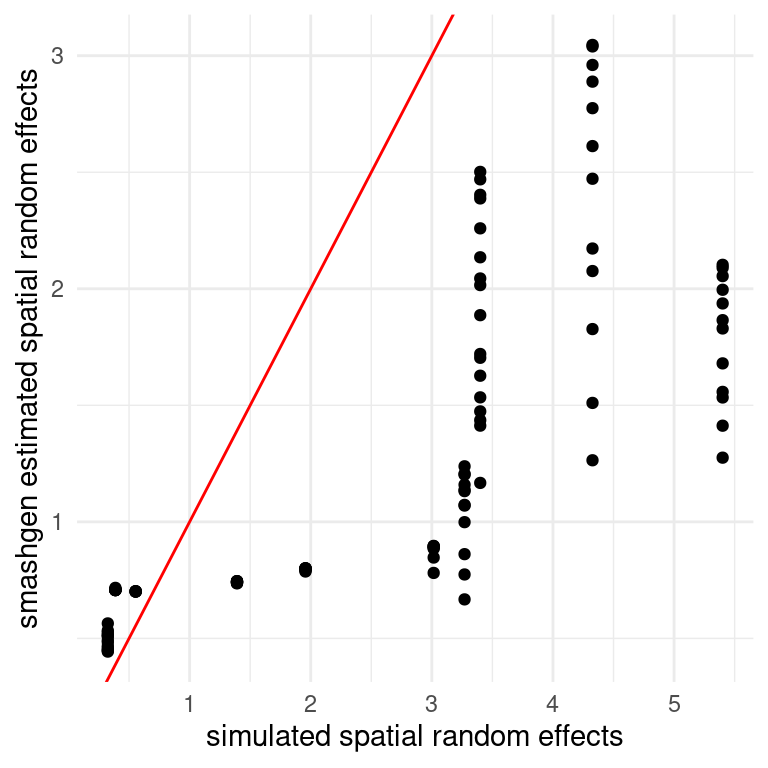 3
2
1
smashgen estimated spatial random effects
1 2 3 4 5
simulated spatial random effects